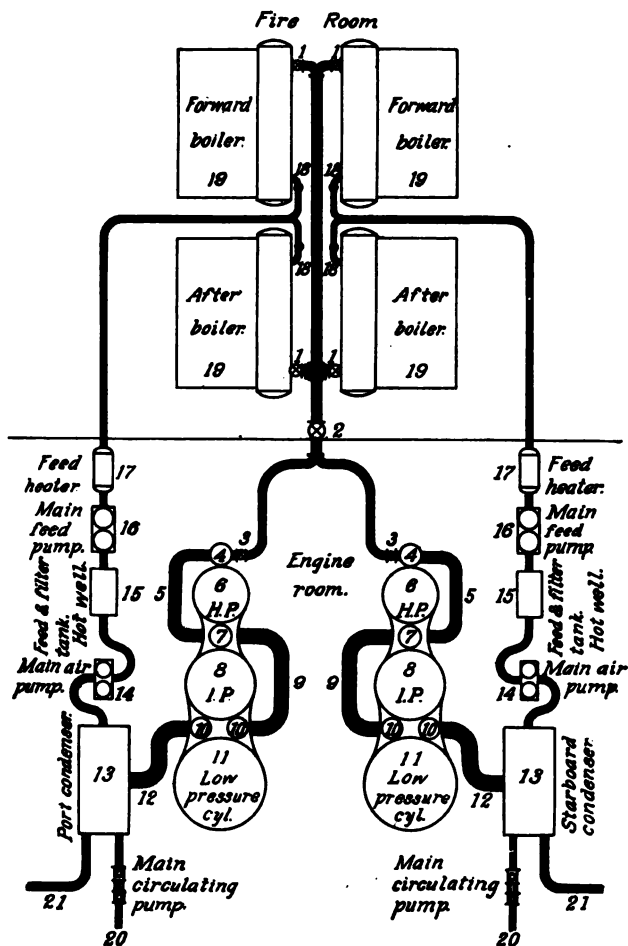 Fire Room
1 1
Forward boiler. 19
Forward boiler. 19
18 18
18 18
After boiler. 19
After boiler. 19
1 1
2
17 Feed heater.
17 Feed heater.
16 Main feed pump.
16 Main feed pump.
15 Feed & filter tank. Hot well.
15 Feed & filter tank. Hot well.
Main air pump. 14
Main air pump. 14
Engine room.
3 4
3 4
5
5
6 H.P.
6 H.P.
7
7
8 I.P.
8 I.P.
9
9
10 10
10 10
11 Low pressure cyl.
11 Low pressure cyl.
12
12
Port condenser. 13
13 Starboard condenser
Main circulating pump.
Main circulating pump.
21
20
20
21